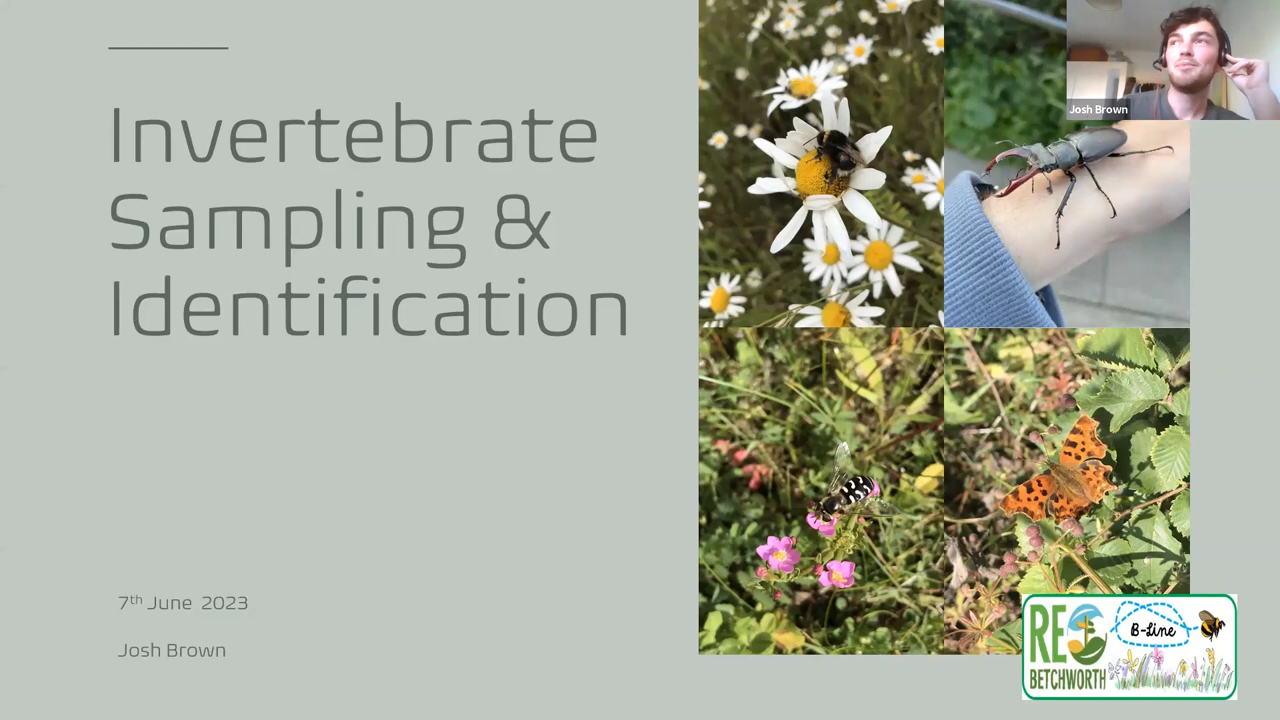 Invertebrate
Sampling &
Identification
7th June 2023
Josh Brown
Josh Brown
RE
BETCHWORTH
B-Line